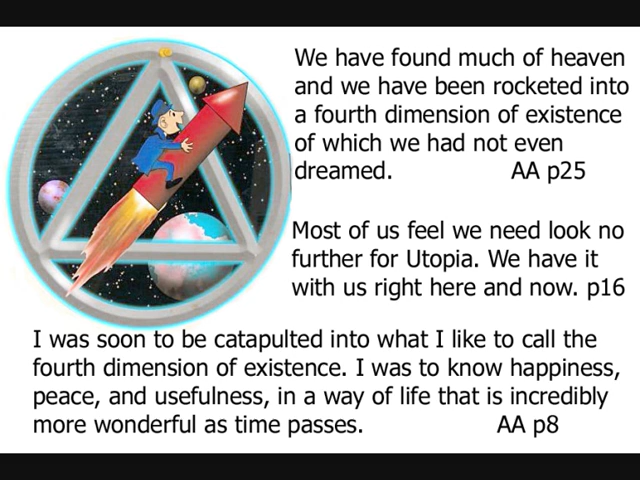 We have found much of heaven
and we have been rocketed into
a fourth dimension of existence
of which we had not even
dreamed. AA p25
Most of us feel we need look no
further for Utopia. We have it
with us right here and now. p16
I was soon to be catapulted into what I like to call the
fourth dimension of existence. I was to know happiness,
peace, and usefulness, in a way of life that is incredibly
more wonderful as time passes. AA p8